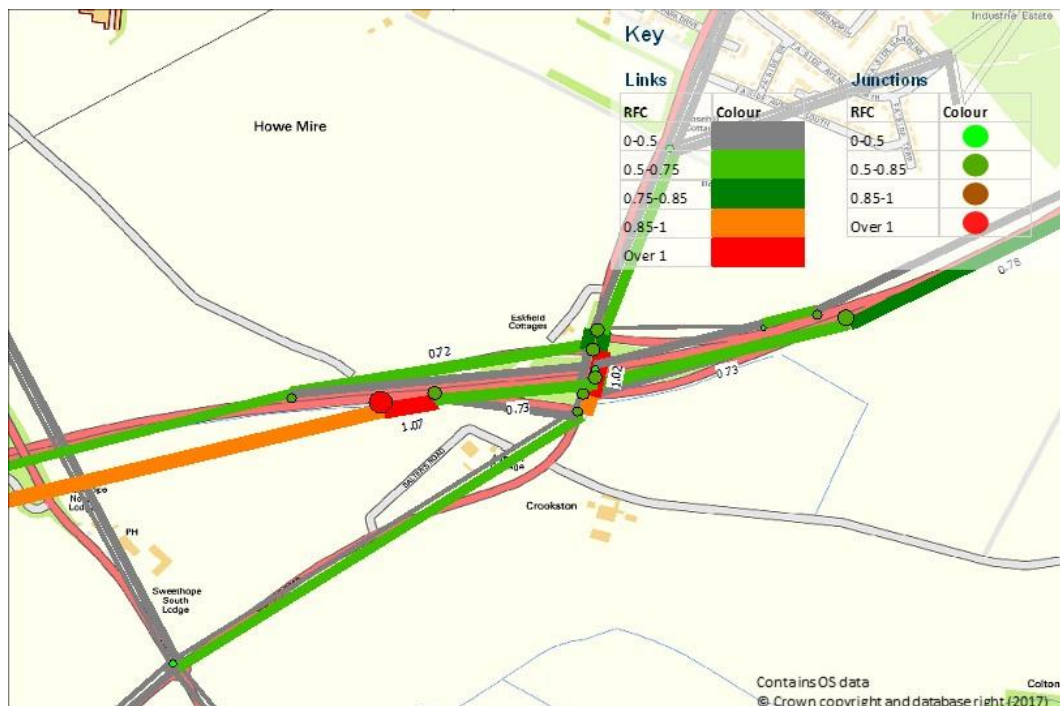 Industrial Estate
Key
Links
Junctions
RFC Colour
RFC Colour
0-0.5
0-0.5
0.5-0.75
0.5-0.85
0.75-0.85
0.85-1
0.85-1
Over 1
Over 1
Howe Mire
0.78
Eskfield
Cottages
0.72
1.02
0.73
0.73
1.07
SALTERS ROAD
Crookston
PH
Sweethope
South
Lodge
Contains OS data
© Crown copyright and database right (2017)
Colton